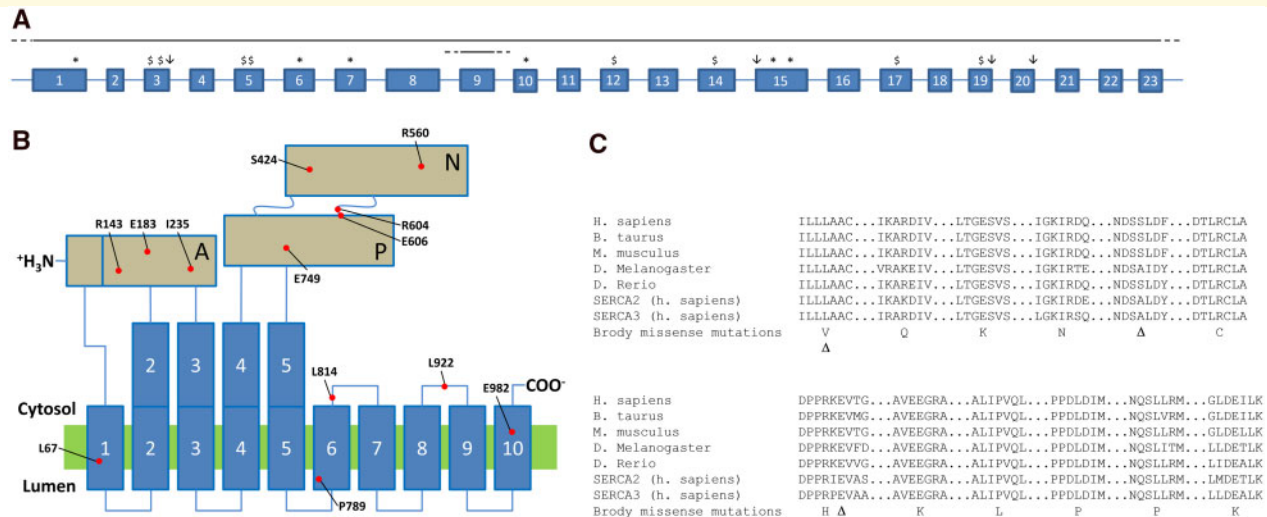 A
* $ $ ↓ $$ * * * $ $ ↓ * * $ $ ↓ ↓
1 2 3 4 5 6 7 8 9 10 11 12 13 14 15 16 17 18 19 20 21 22 23
B
R560
S424
N
R143 E183 I235
R604
E606
A
P
⁺H₃N
E749
2 3 4 5
L814
L922
E982
COO⁻
Cytosol
1 2 3 4 5 6 7 8 9 10
L67
Lumen
P789
C
H. sapiens ILLLAAC...IKARDIV...LTGESVS...IGKIRDQ...NDSSLDF...DTLRCLA
B. taurus ILLLAAC...IKARDIV...LTGESVS...IGKIRDQ...NDSSLDF...DTLRCLA
M. musculus ILLLAAC...IKARDIV...LTGESVS...IGKIRDQ...NDSSLDF...DTLRCLA
D. Melanogaster ILLLAAC...VRAKEIV...LTGESVS...IGKIRTE...NDSAIDY...DTLRCLA
D. Rerio ILLLAAC...IKARDIV...LTGESVS...IGKIRDQ...NDSSLDY...DTLRCLA
SERCA2 (h. sapiens) ILLLAAC...IKAKDIV...LTGESVS...IGKIRDE...NDSALDY...DTLRCLA
SERCA3 (h. sapiens) ILLLAAC...IRARDIV...LTGESVS...LGKIRSQ...NDSALDY...DTLRCLA
Brody missense mutations V Q K N Δ C
Δ
H. sapiens DPPRKEVTG...AVEEGRA...ALIPVQL...PPDLDIM...NQSLLRM...GLDEILK
B. taurus DPPRKEVMG...AVEEGRA...ALIPVQL...PPDLDIM...NQSLVRM...GLDEILK
M. musculus DPPRKEVTG...AVEEGRA...ALIPVQL...PPDLDIM...NQSLLRM...GLDELLK
D. Melanogaster DPPRKEVFD...AVEEGRA...ALIPVQL...PPDLDIM...NQSLITM...LLDETLK
D. Rerio DPPRKEVVG...AVEEGRA...ALIPVQL...PPDLDIM...NQSLLRM...LIDEALK
SERCA2 (h. sapiens) DPPRIEVAS...AVEEGRA...ALIPVQL...PPDLDIM...NQSLLRM...LMDETLK
SERCA3 (h. sapiens) DPPRPEVAA...AVEEGRA...ALIPVQL...PPDLDIM...NQSLLRM...LLDEALK
Brody missense mutations H Δ K L P P K